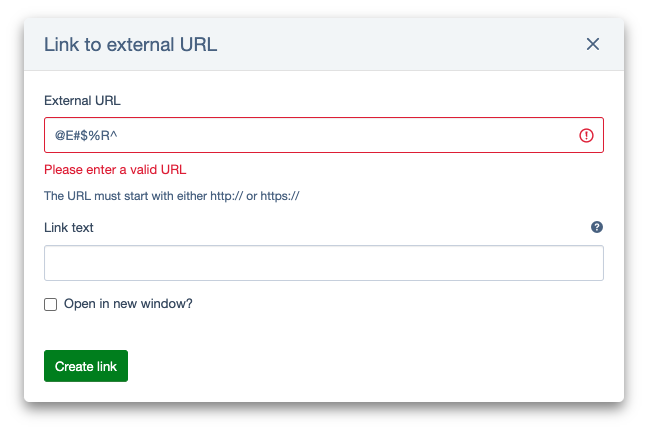 Link to external URL
External URL
@E#$%R^
Please enter a valid URL
The URL must start with either http:// or https://
Link text
?
Open in new window?
Create link